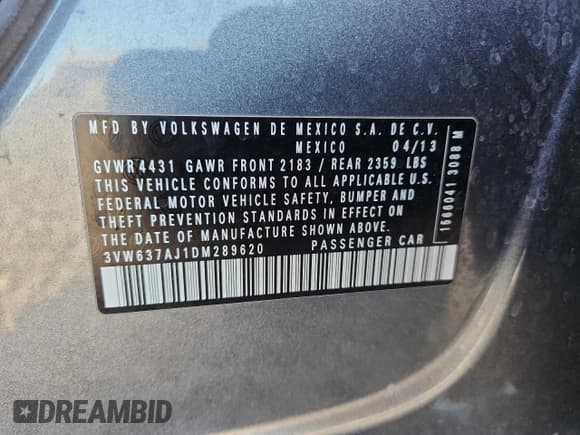 MFD BY VOLKSWAGEN DE MEXICO S.A. DE C.V.
MEXICO 04/13
GVWR 4431 GAWR FRONT 2183 / REAR 2359 LBS
THIS VEHICLE CONFORMS TO ALL APPLICABLE U.S.
FEDERAL MOTOR VEHICLE SAFETY, BUMPER AND
THEFT PREVENTION STANDARDS IN EFFECT ON
THE DATE OF MANUFACTURE SHOWN ABOVE.
3VW637AJ1DM289620 PASSENGER CAR
1560041 3088 M
DREAMBID